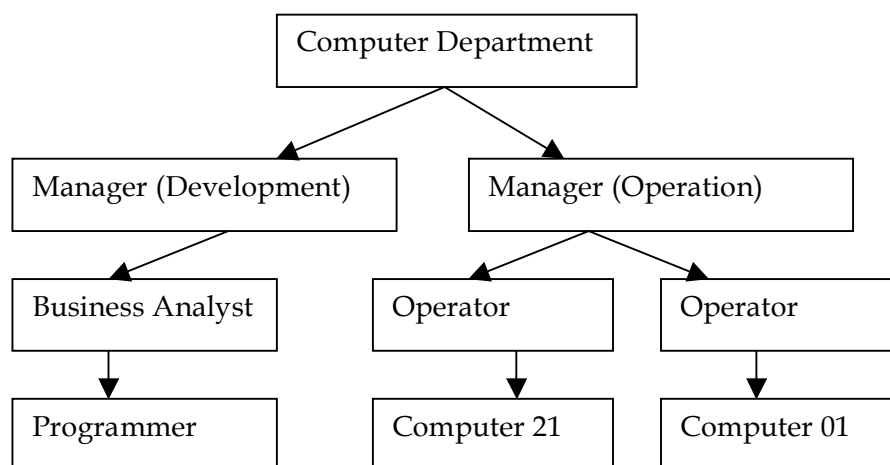 Computer Department
Manager (Development)
Manager (Operation)
Business Analyst
Operator
Operator
Programmer
Computer 21
Computer 01